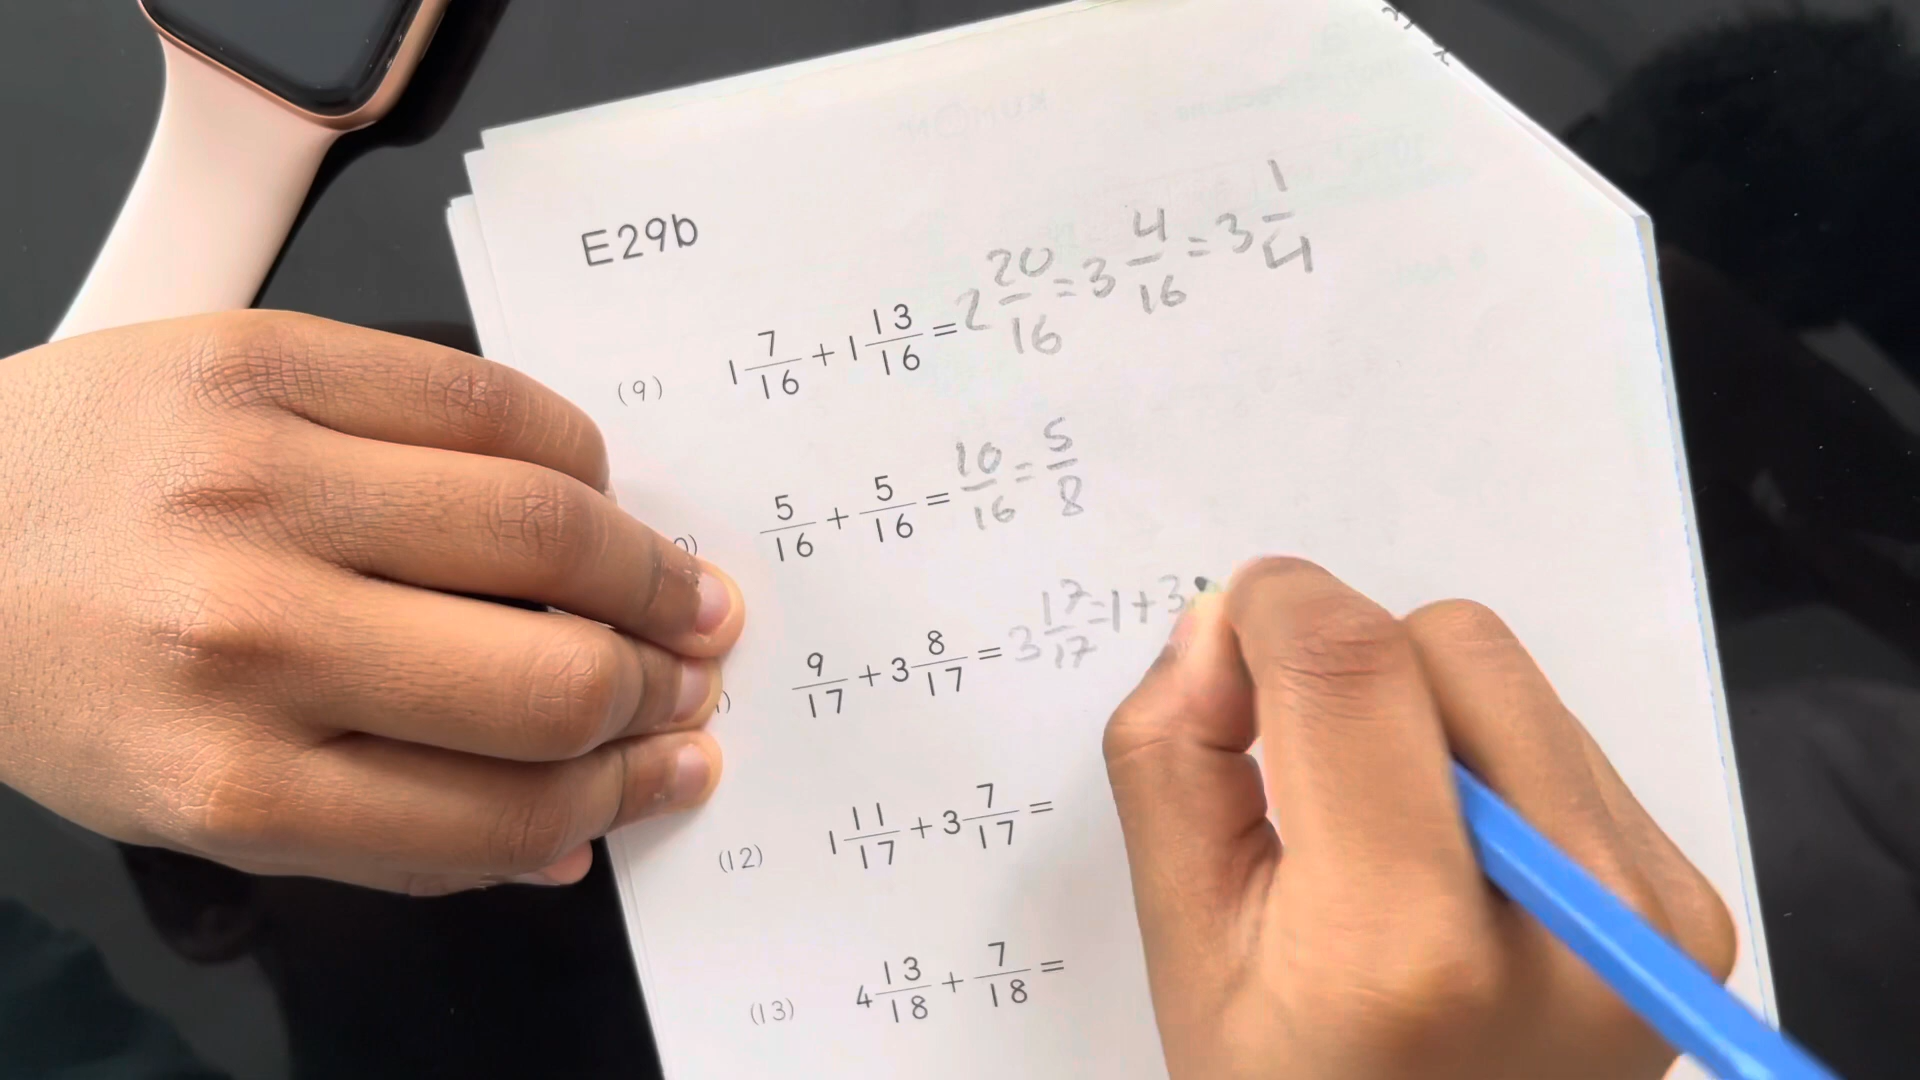 E29b
(9) 1 7/16 + 1 13/16 = 2 20/16 = 3 4/16 = 3 1/4
0) 5/16 + 5/16 = 10/16 = 5/8
1) 9/17 + 3 8/17 = 3 17/17 = 1 + 3
(12) 1 11/17 + 3 7/17 =
(13) 4 13/18 + 7/18 =